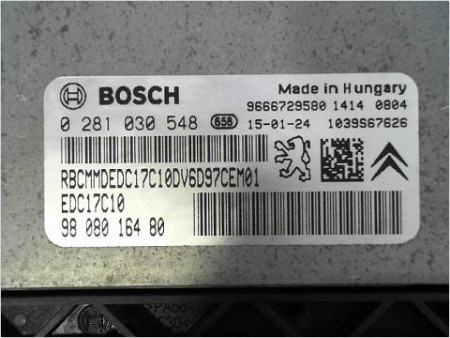 BOSCH
Made in Hungary
9666729580 1414 0804
0 281 030 548 658 15-01-24 1039S67626
RBCMMDEDC17C10DV6D97CEM01
EDC17C10
98 080 164 80